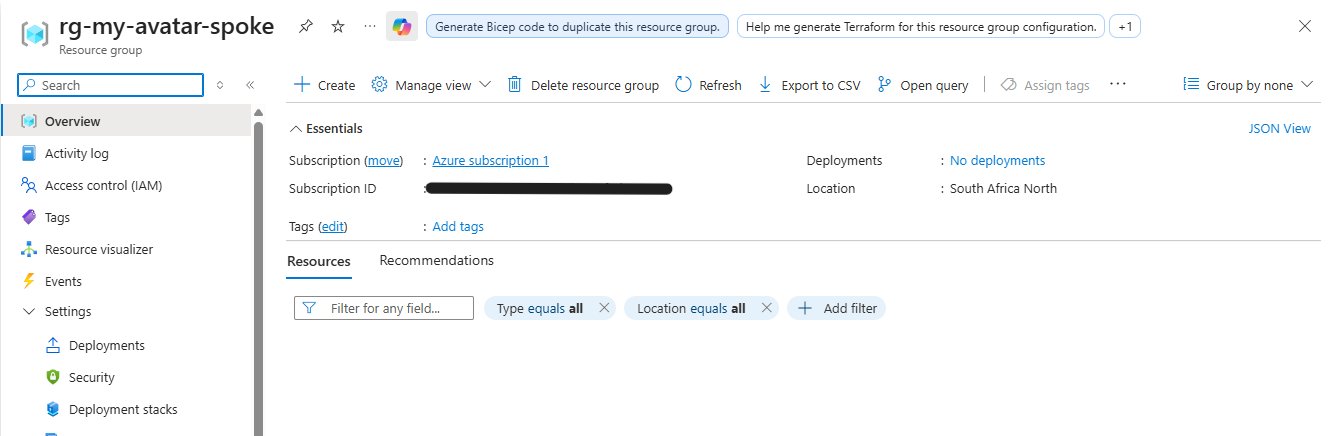 rg-my-avatar-spoke
Resource group
Generate Bicep code to duplicate this resource group.
Help me generate Terraform for this resource group configuration.
+1
Search
Overview
Activity log
Access control (IAM)
Tags
Resource visualizer
Events
Settings
Deployments
Security
Deployment stacks
Create
Manage view
Delete resource group
Refresh
Export to CSV
Open query
Assign tags
Group by none
Essentials
JSON View
Subscription (move) : Azure subscription 1
Deployments : No deployments
Subscription ID :
Location : South Africa North
Tags (edit) : Add tags
Resources Recommendations
Filter for any field...
Type equals all
Location equals all
Add filter